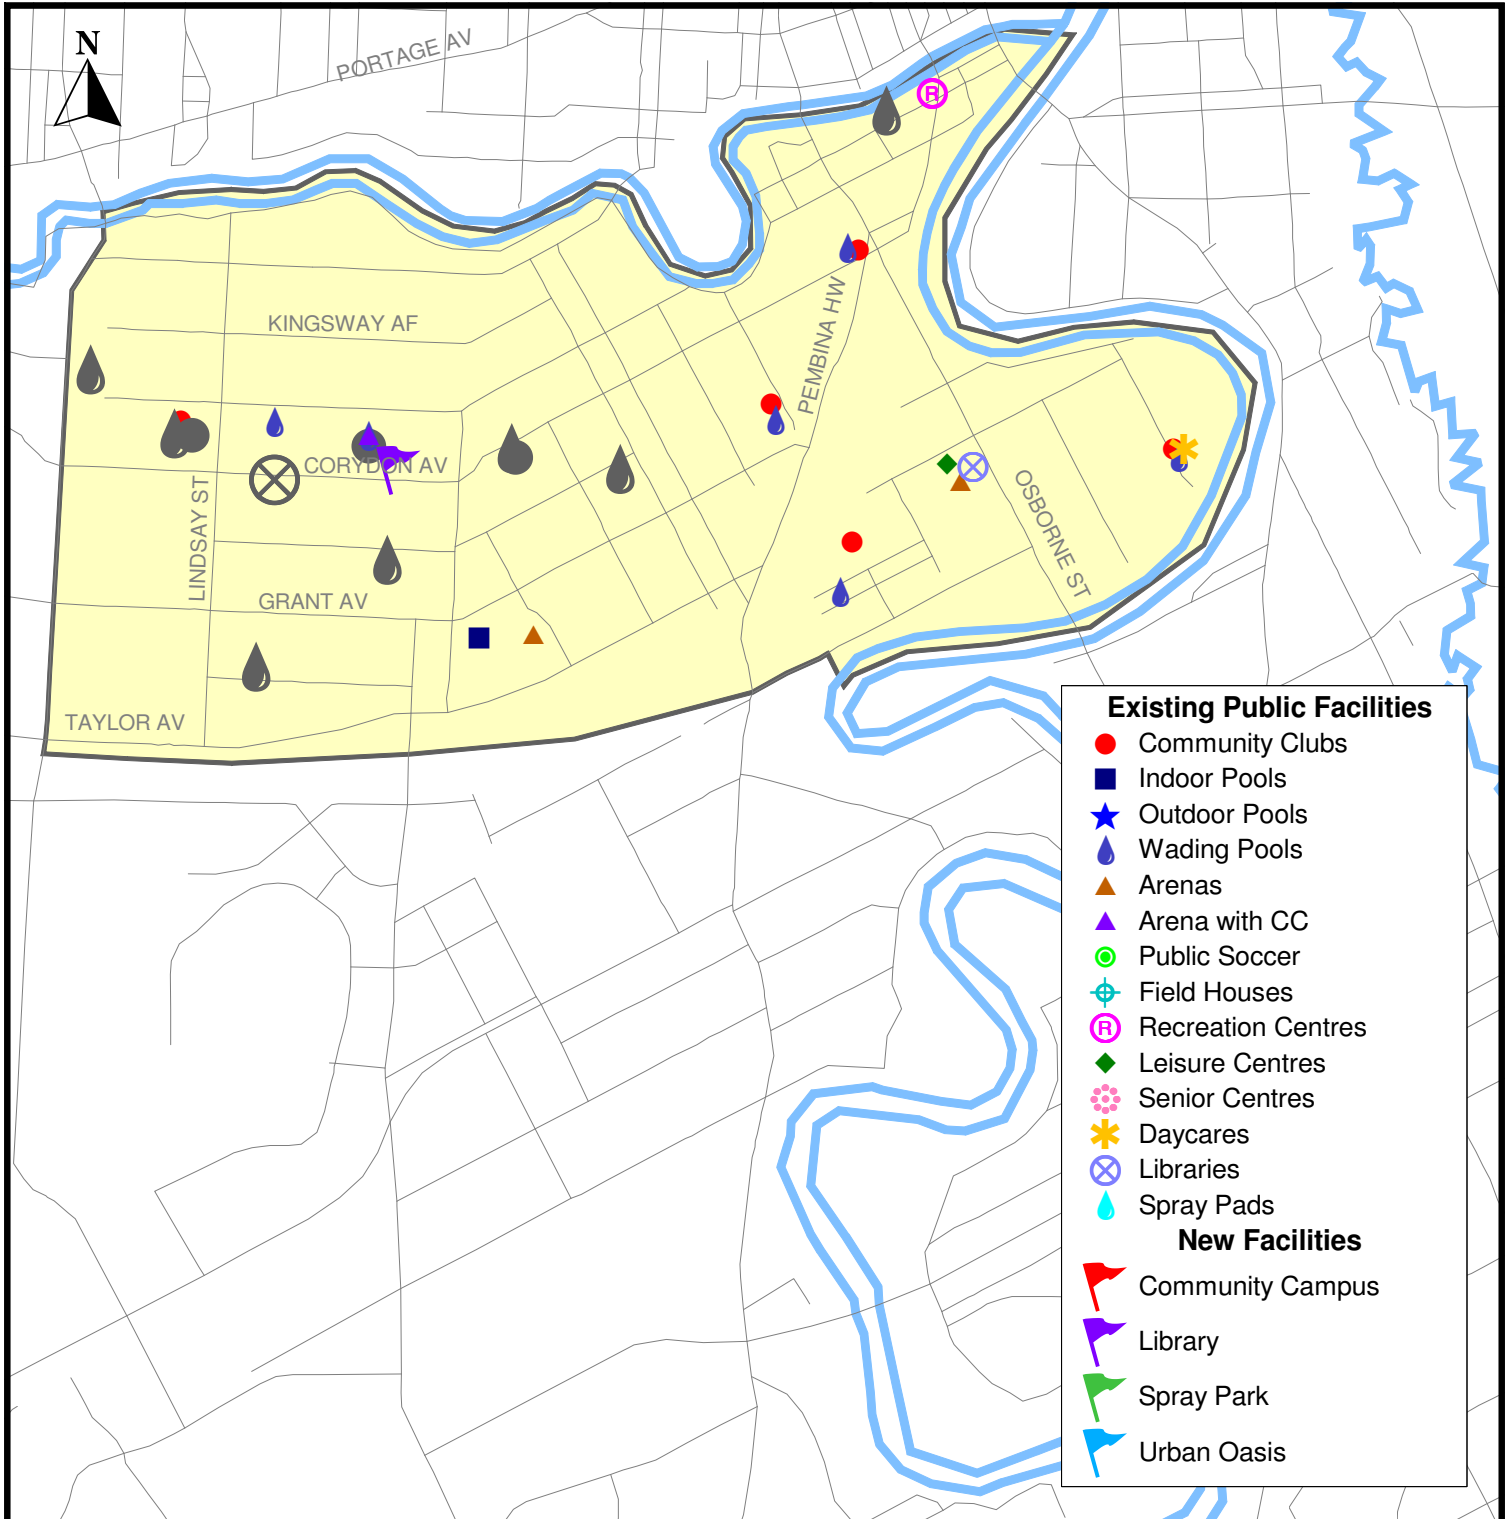 N
PORTAGE AV
R
KINGSWAY AF
PEMBINA HW
CORYDON AV
LINDSAY ST
OSBORNE ST
GRANT AV
TAYLOR AV
Existing Public Facilities
Community Clubs
Indoor Pools
Outdoor Pools
Wading Pools
Arenas
Arena with CC
Public Soccer
Field Houses
R Recreation Centres
Leisure Centres
Senior Centres
Daycares
Libraries
Spray Pads
New Facilities
Community Campus
Library
Spray Park
Urban Oasis